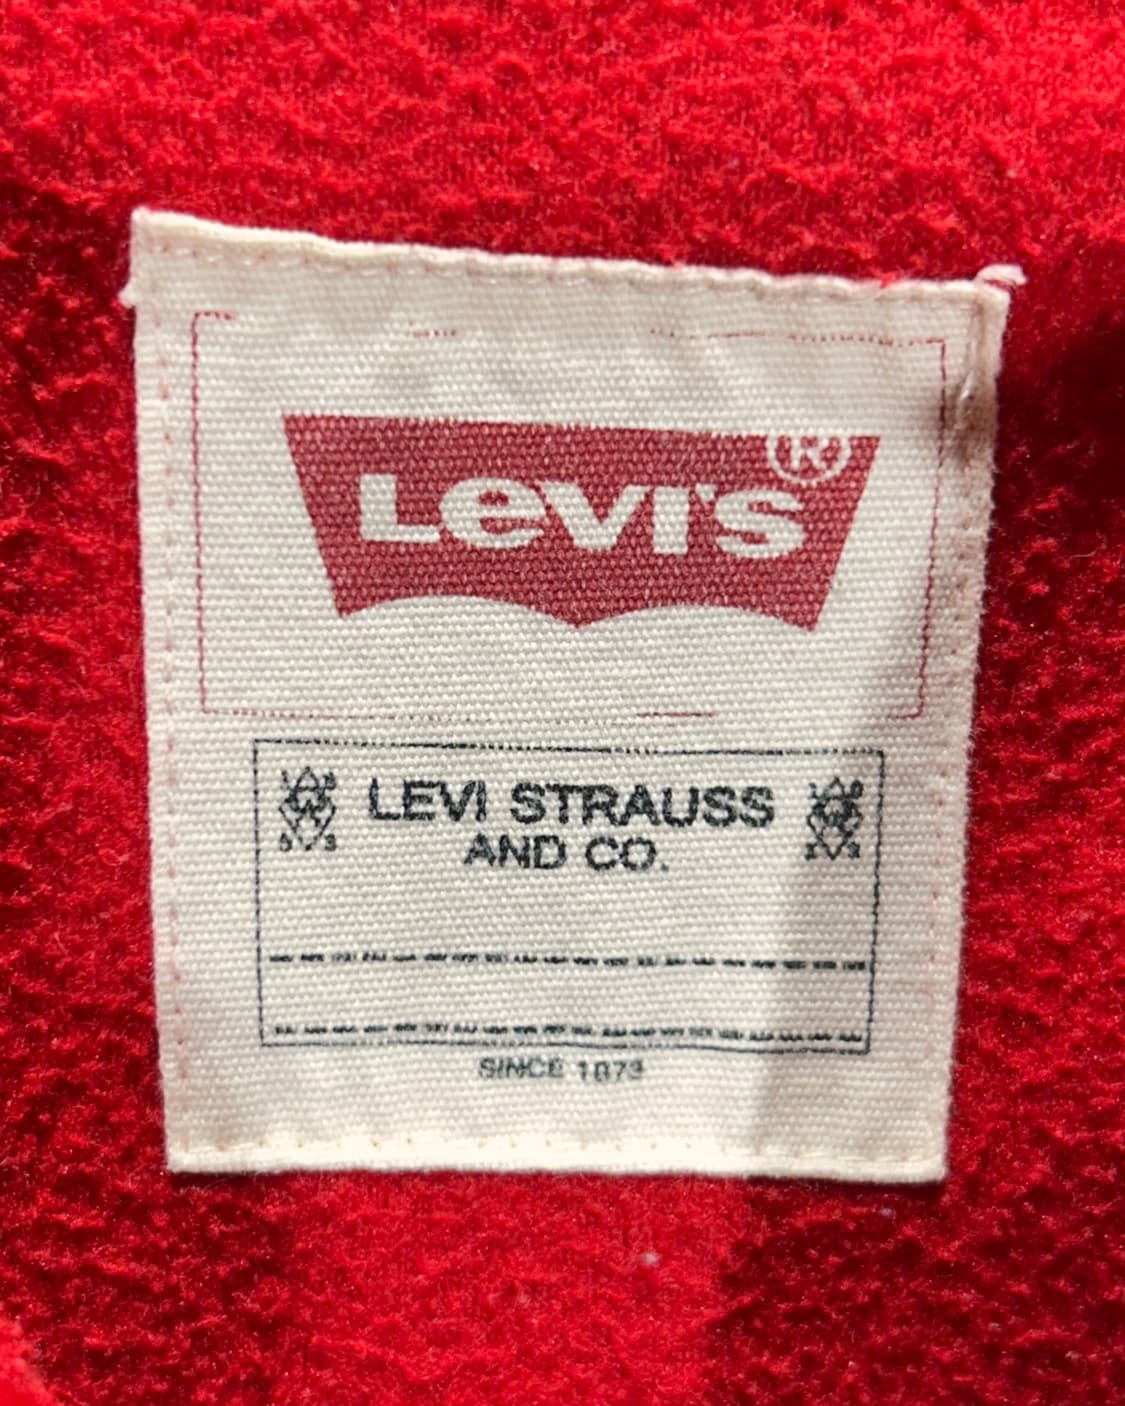 Levi's®
LEVI STRAUSS
AND CO.
SINCE 1873